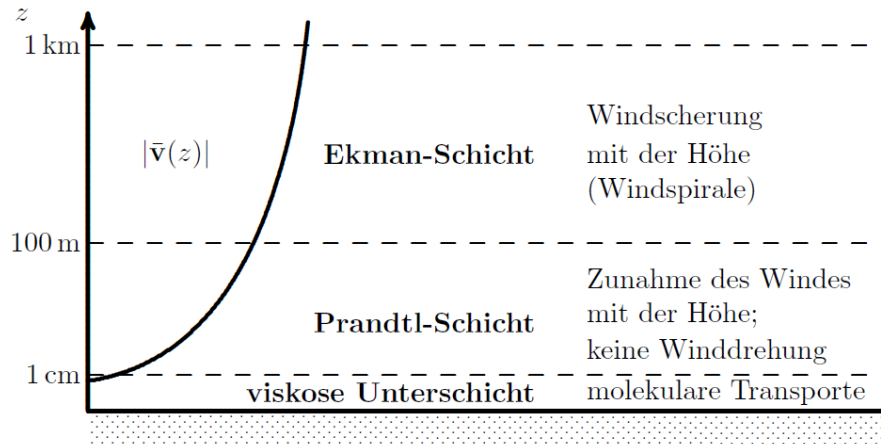 z
1 km
|v̄(z)|
Ekman-Schicht
Windscherung
mit der Höhe
(Windspirale)
100 m
Prandtl-Schicht
Zunahme des Windes
mit der Höhe;
keine Winddrehung
1 cm
viskose Unterschicht
molekulare Transporte